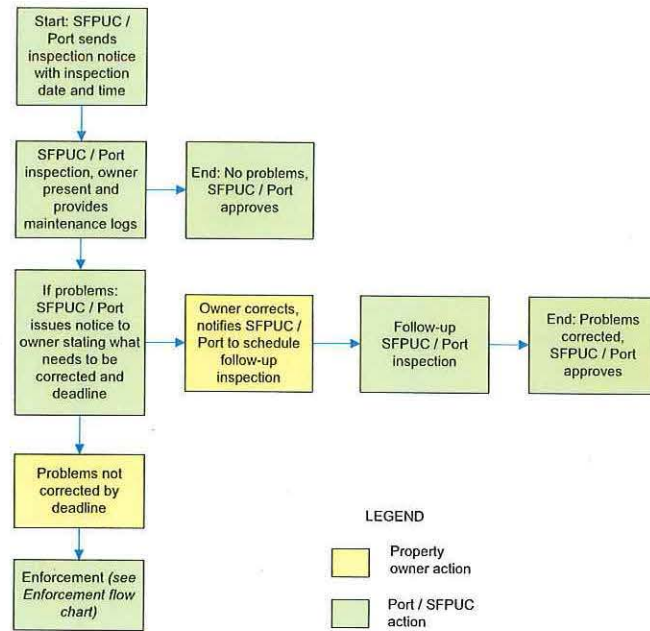 Start: SFPUC /
Port sends
inspection notice
with inspection
date and time
SFPUC / Port
inspection, owner
present and
provides
maintenance logs
End: No problems,
SFPUC / Port
approves
If problems:
SFPUC / Port
issues notice to
owner stating what
needs to be
corrected and
deadline
Owner corrects,
notifies SFPUC /
Port to schedule
follow-up
inspection
Follow-up
SFPUC / Port
inspection
End: Problems
corrected,
SFPUC / Port
approves
Problems not
corrected by
deadline
Enforcement (see
Enforcement flow
chart)
LEGEND
Property
owner action
Port / SFPUC
action